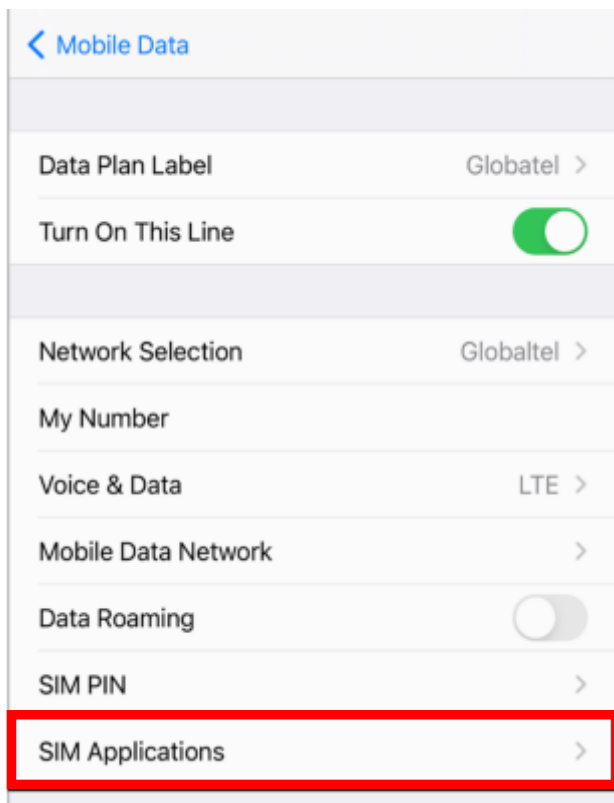 Mobile Data
Data Plan Label Globatel
Turn On This Line
Network Selection Globaltel
My Number
Voice & Data LTE
Mobile Data Network
Data Roaming
SIM PIN
SIM Applications